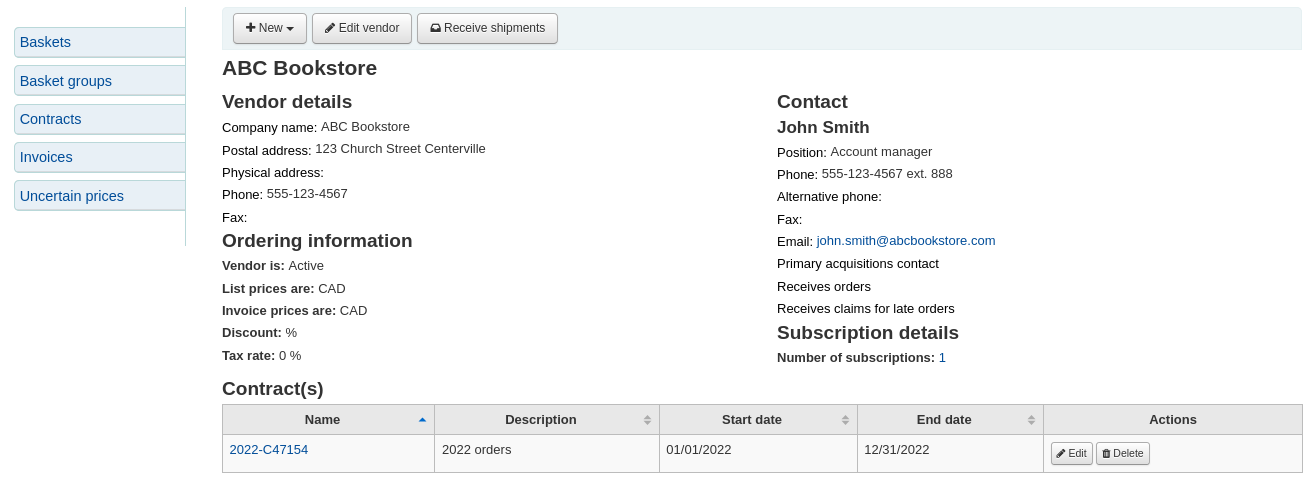 Baskets
Basket groups
Contracts
Invoices
Uncertain prices
New Edit vendor Receive shipments
ABC Bookstore
Vendor details
Company name: ABC Bookstore
Postal address: 123 Church Street Centerville
Physical address:
Phone: 555-123-4567
Fax:
Ordering information
Vendor is: Active
List prices are: CAD
Invoice prices are: CAD
Discount: %
Tax rate: 0 %
Contact
John Smith
Position: Account manager
Phone: 555-123-4567 ext. 888
Alternative phone:
Fax:
Email: john.smith@abcbookstore.com
Primary acquisitions contact
Receives orders
Receives claims for late orders
Subscription details
Number of subscriptions: 1
Contract(s)
Name Description Start date End date Actions
2022-C47154 2022 orders 01/01/2022 12/31/2022 Edit Delete